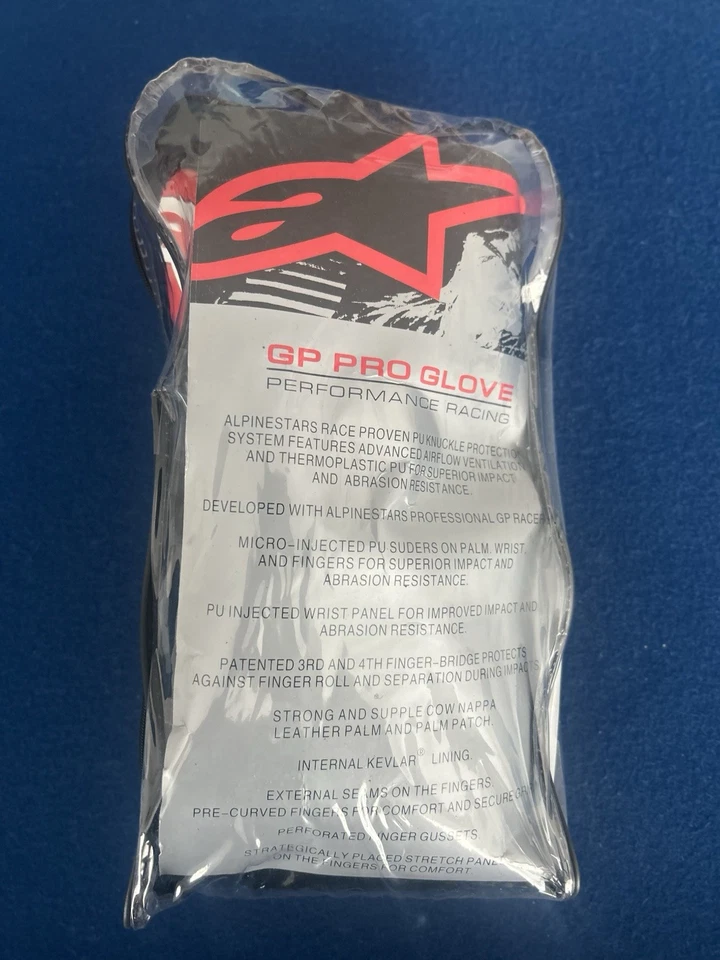 GP PRO GLOVE
PERFORMANCE RACING
ALPINESTARS RACE PROVEN PU KNUCKLE PROTECTION
SYSTEM FEATURES ADVANCED AIRFLOW VENTILATION
AND THERMOPLASTIC PU FOR SUPERIOR IMPACT
AND ABRASION RESISTANCE.
DEVELOPED WITH ALPINESTARS PROFESSIONAL GP RACER
MICRO-INJECTED PU SUDERS ON PALM. WRIST,
AND FINGERS FOR SUPERIOR IMPACT AND
ABRASION RESISTANCE.
PU INJECTED WRIST PANEL FOR IMPROVED IMPACT AND
ABRASION RESISTANCE.
PATENTED 3RD AND 4TH FINGER-BRIDGE PROTECTS
AGAINST FINGER ROLL AND SEPARATION DURING IMPACTS.
STRONG AND SUPPLE COW NAPPA
LEATHER PALM AND PALM PATCH.
INTERNAL KEVLAR® LINING.
EXTERNAL SEAMS ON THE FINGERS.
PRE-CURVED FINGERS FOR COMFORT AND SECURE GR
PERFORATED FINGER GUSSETS.
STRATEGICALLY PLACED STRETCH PANE
ON THE FINGERS FOR COMFORT.